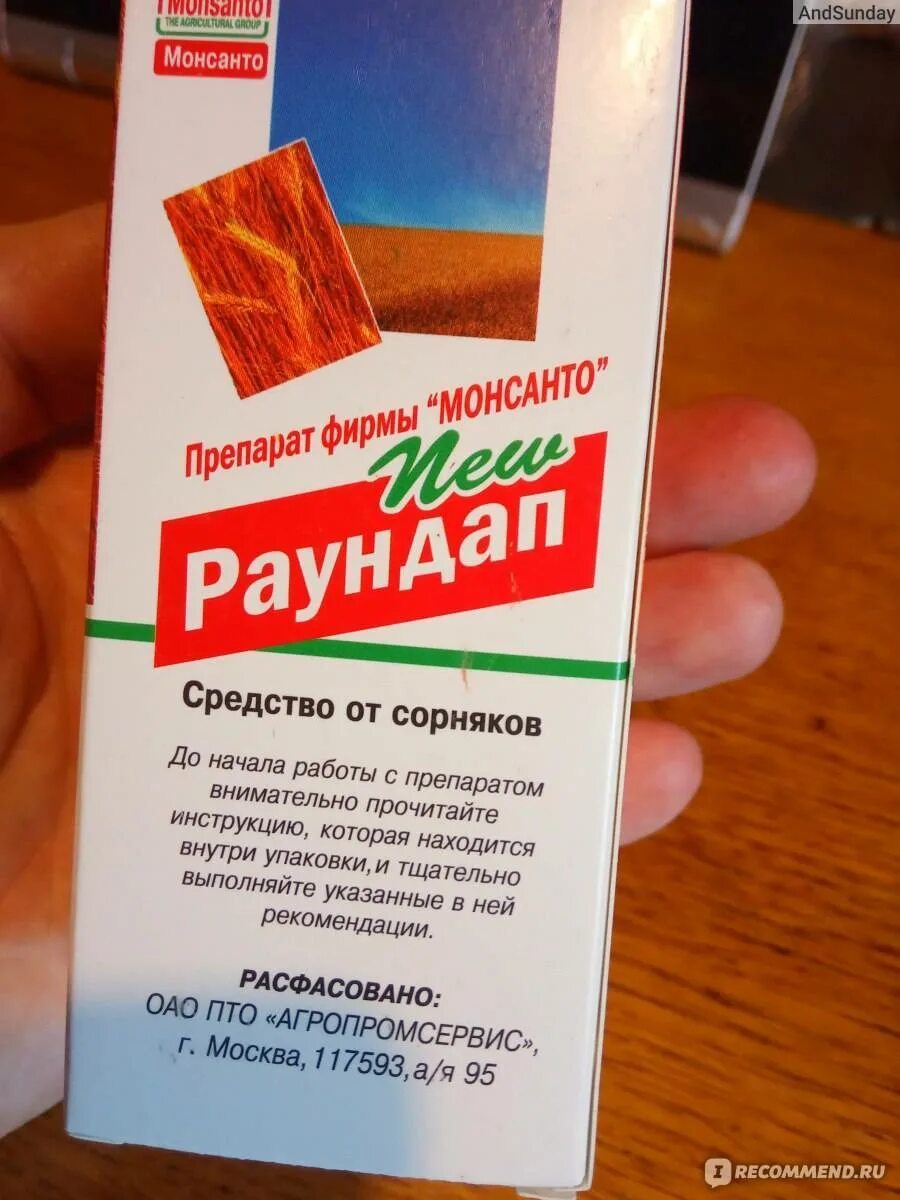 AndSunday
Monsanto
THE AGRICULTURAL GROUP
Монсанто
Препарат фирмы “МОНСАНТО”
New
Раундап
Средство от сорняков
До начала работы с препаратом
внимательно прочитайте
инструкцию, которая находится
внутри упаковки, и тщательно
выполняйте указанные в ней
рекомендации.
РАСФАСОВАНО:
ОАО ПТО «АГРОПРОМСЕРВИС»,
г. Москва, 117593, а/я 95
IRECOMMEND.RU